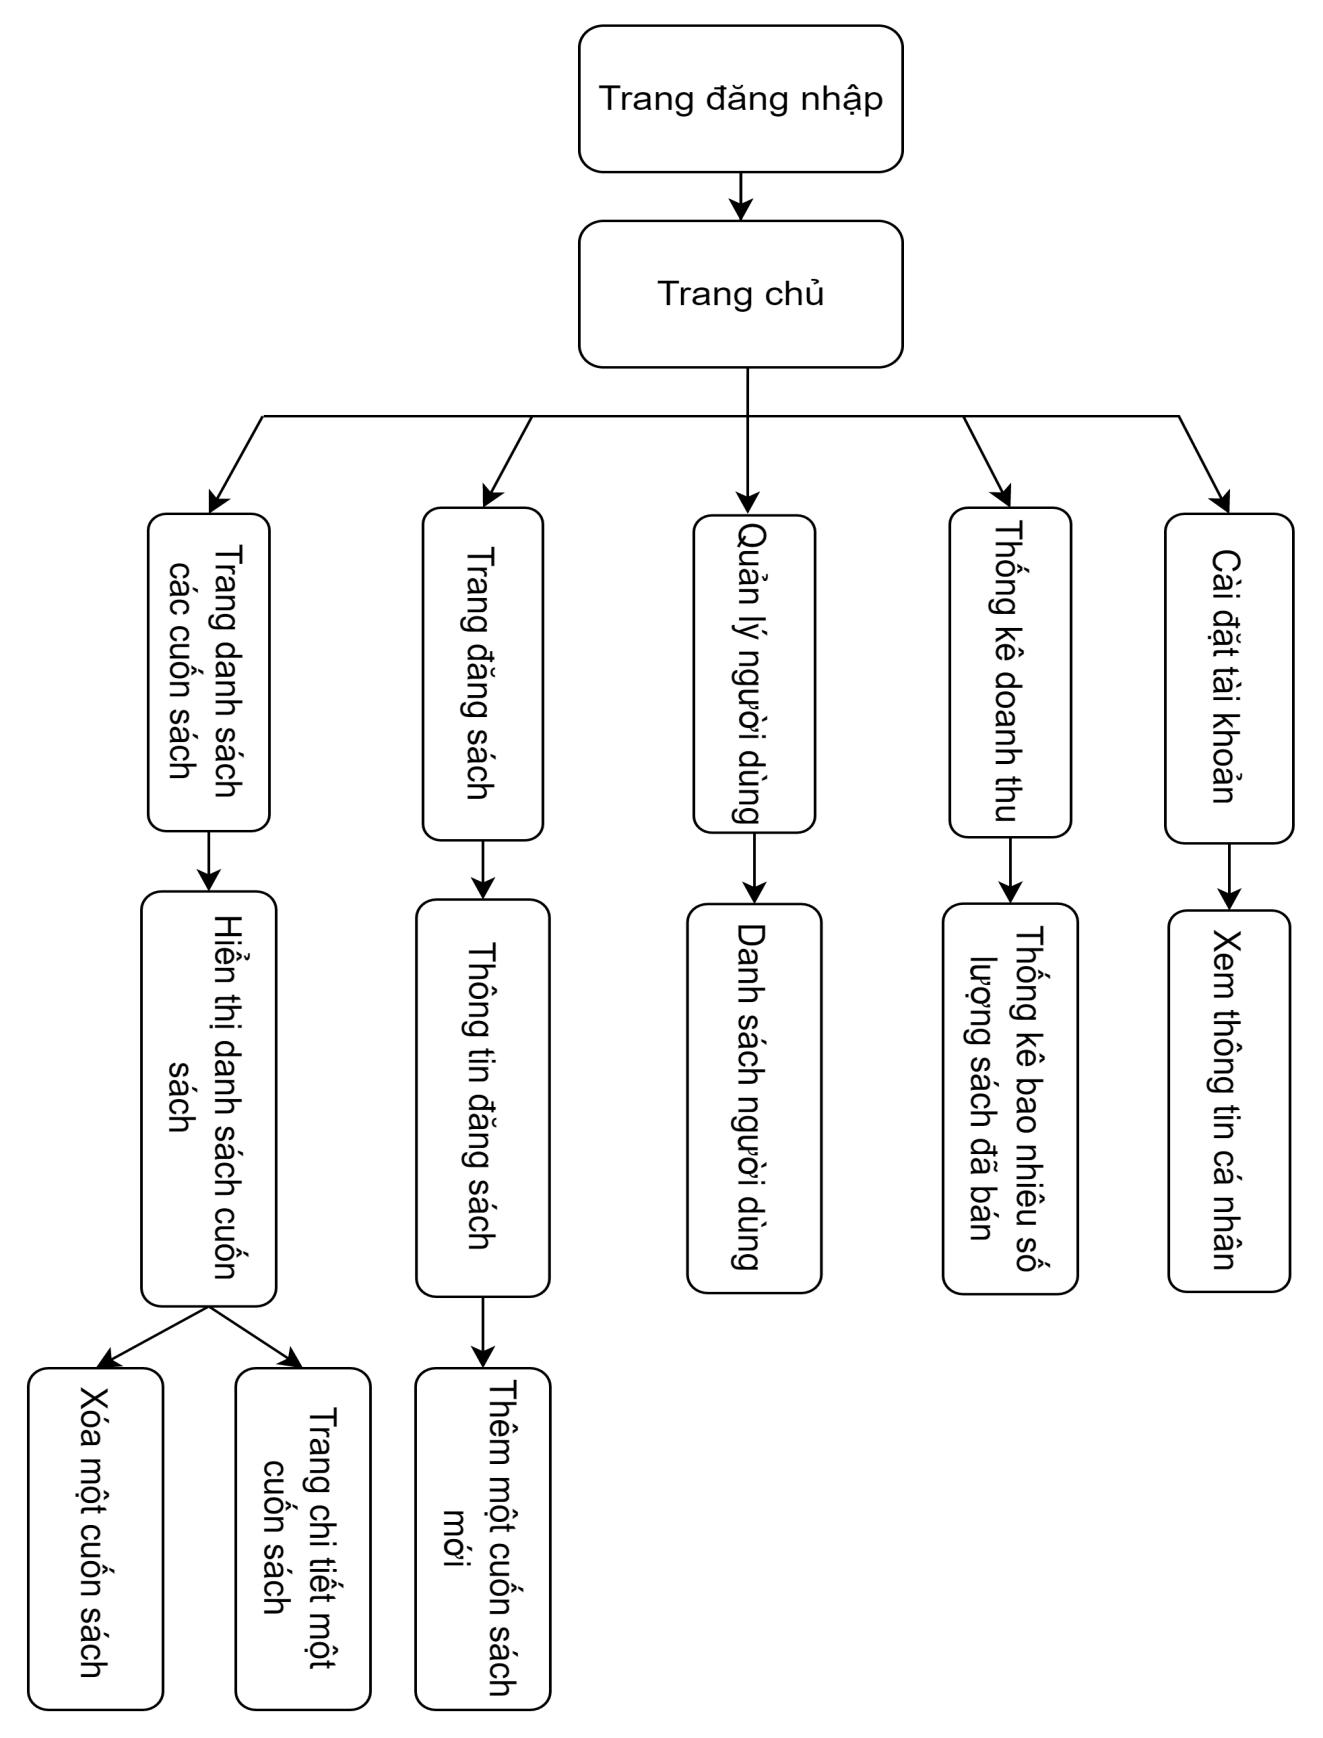 Trang đăng nhập
Trang chủ
Trang danh sách
các cuốn sách
Trang đăng sách
Quản lý người dùng
Thống kê doanh thu
Cài đặt tài khoản
Hiển thị danh sách cuốn
sách
Thông tin đăng sách
Danh sách người dùng
Thống kê bao nhiêu số
lượng sách đã bán
Xem thông tin cá nhân
Xóa một cuốn sách
Trang chi tiết một
cuốn sách
Thêm một cuốn sách
mới